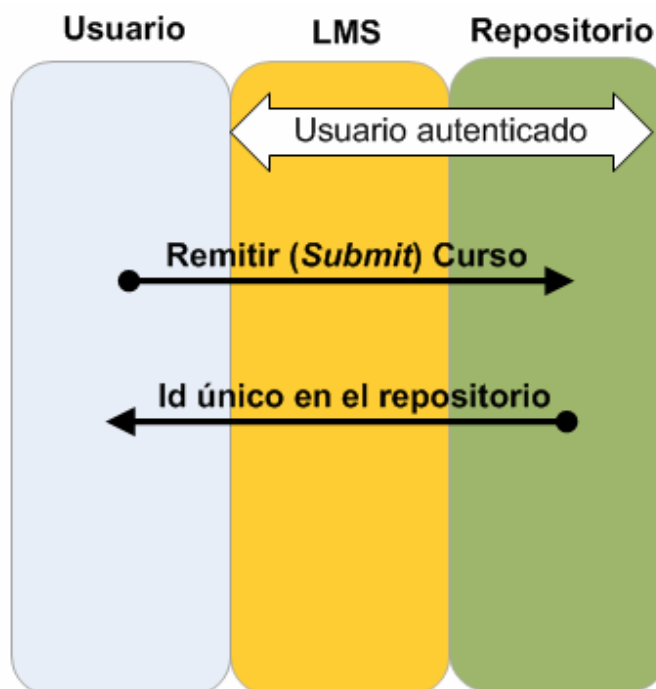 Usuario LMS Repositorio
Usuario autenticado
Remitir (Submit) Curso
Id único en el repositorio